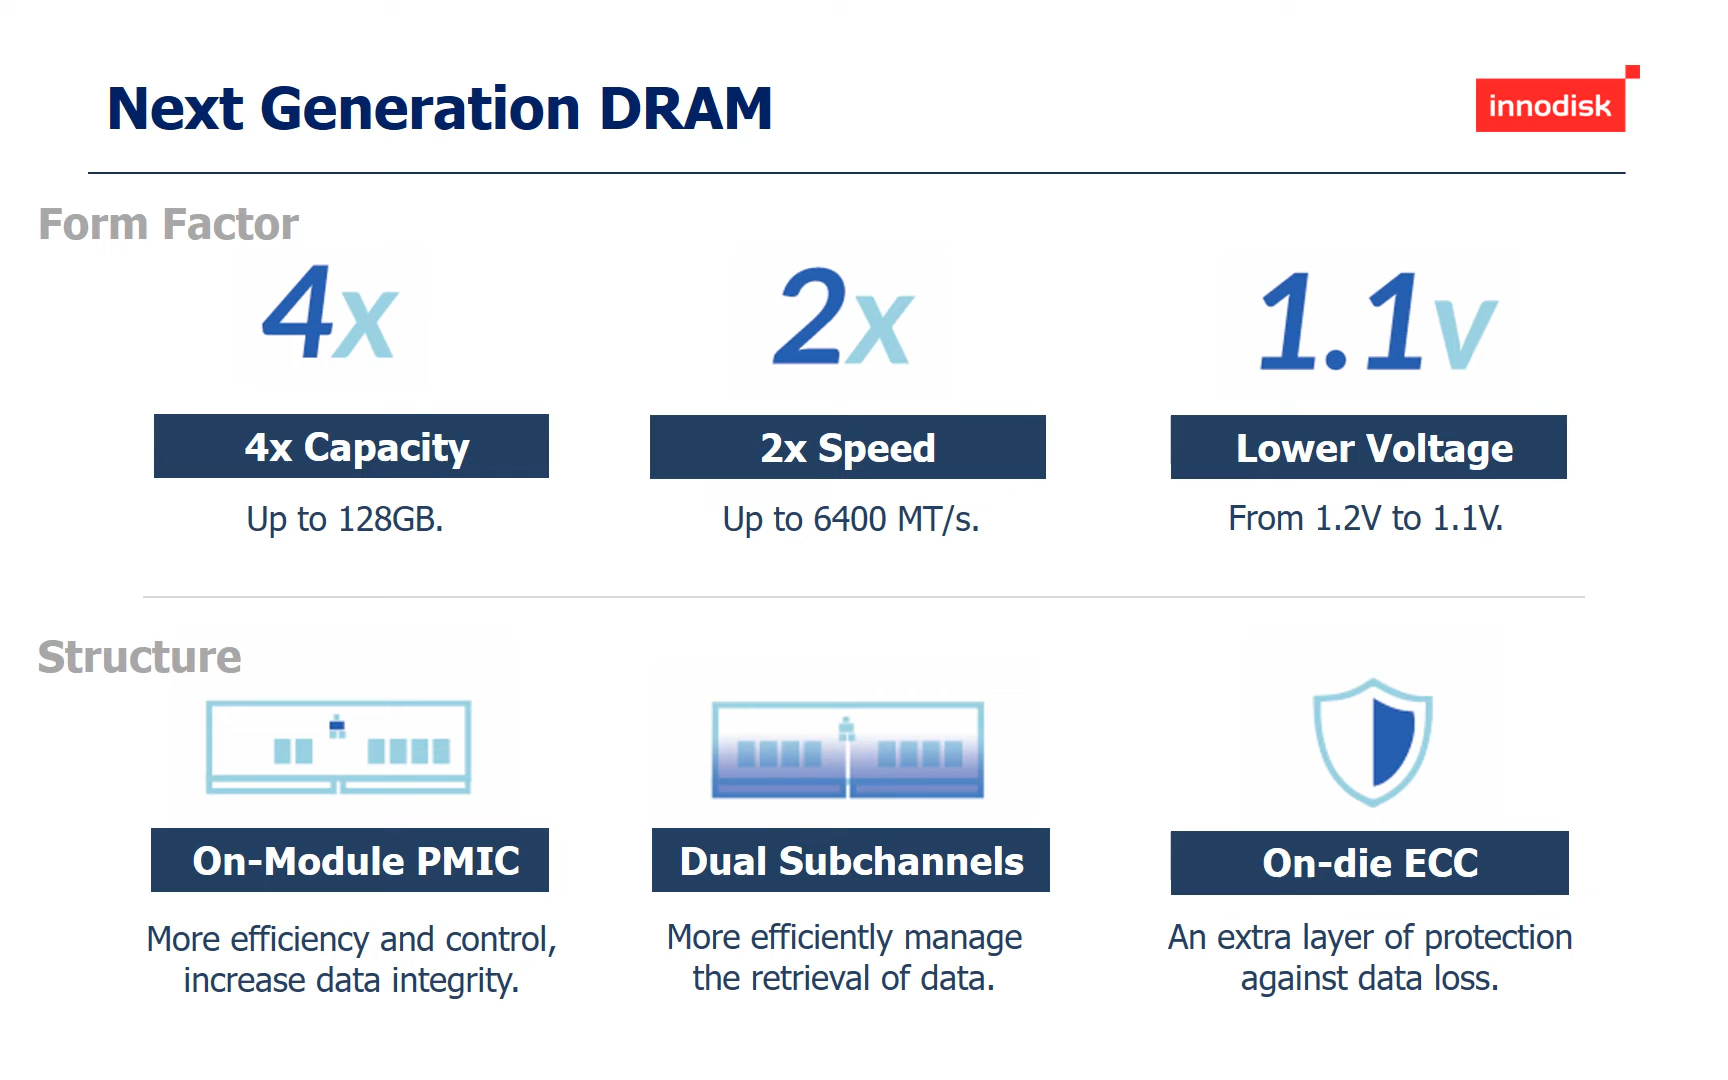 Next Generation DRAM
innodisk
Form Factor
4x
2x
1.1v
4x Capacity
2x Speed
Lower Voltage
Up to 128GB.
Up to 6400 MT/s.
From 1.2V to 1.1V.
Structure
On-Module PMIC
Dual Subchannels
On-die ECC
More efficiency and control,
increase data integrity.
More efficiently manage
the retrieval of data.
An extra layer of protection
against data loss.